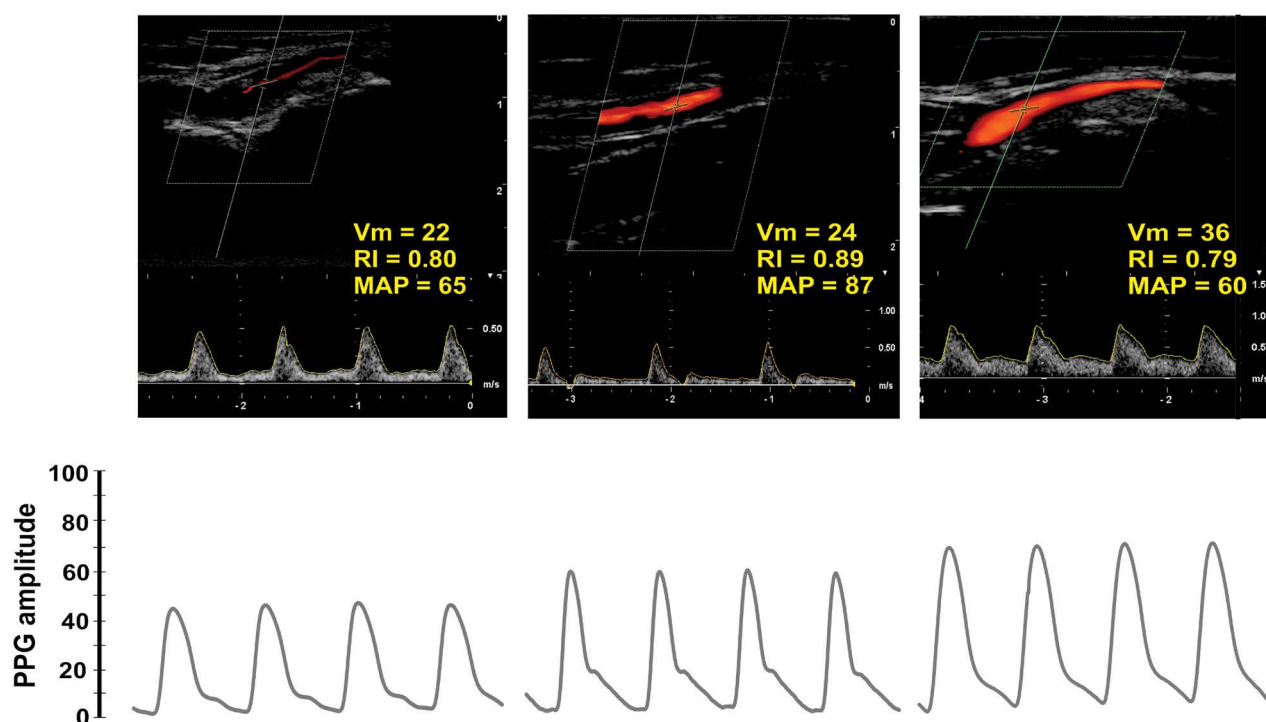 0
1
2
Vm = 22
RI = 0.80
MAP = 65
0.50
m/s
-2
-1
0
0
1
2
Vm = 24
RI = 0.89
MAP = 87
1.00
0.50
m/s
-3
-2
-1
0
Vm = 36
RI = 0.79
MAP = 60
1.5
1.0
0.5
m/s
4
-3
-2
PPG amplitude
100
80
60
40
20
0